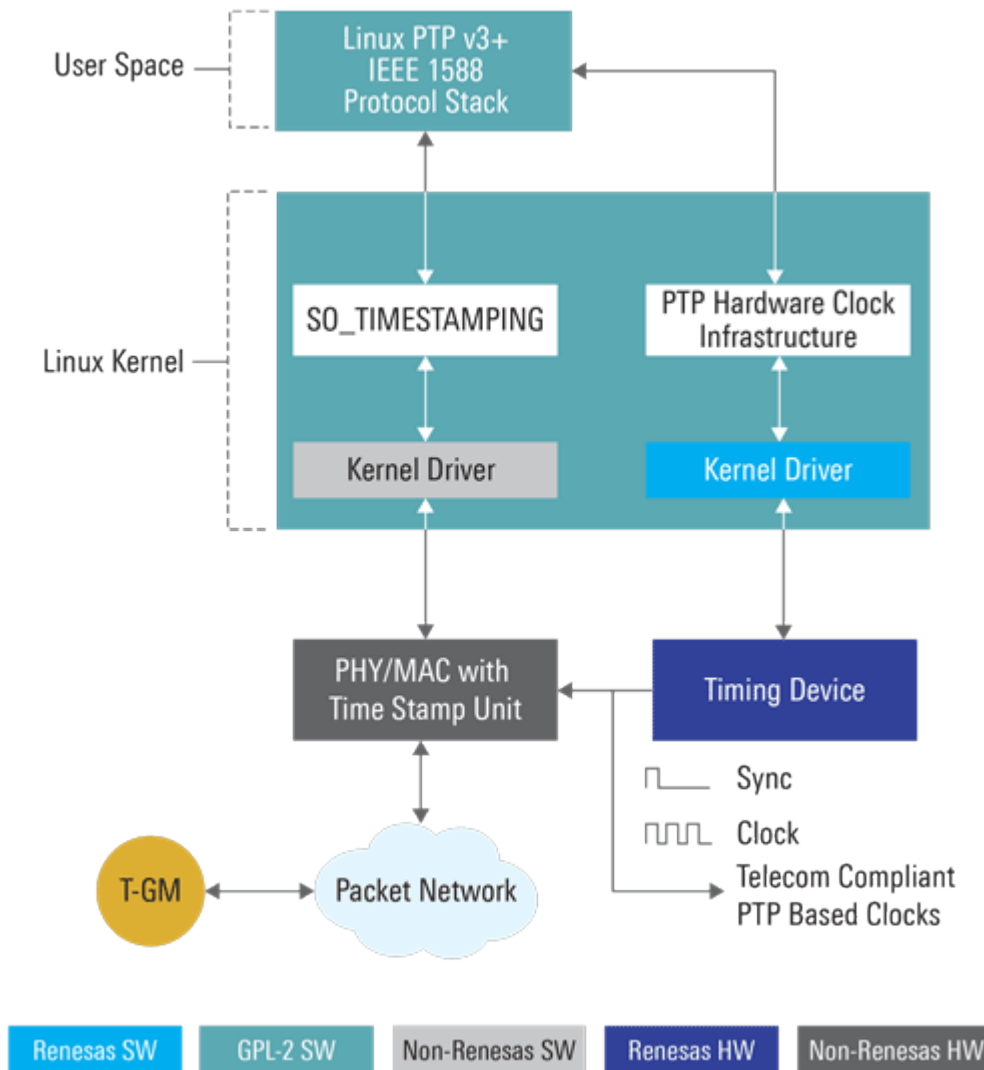 Linux PTP v3+
IEEE 1588
Protocol Stack
User Space
SO_TIMESTAMPING
PTP Hardware Clock
Infrastructure
Linux Kernel
Kernel Driver
Kernel Driver
PHY/MAC with
Time Stamp Unit
Timing Device
Sync
Clock
Telecom Compliant
PTP Based Clocks
T-GM
Packet Network
Renesas SW
GPL-2 SW
Non-Renesas SW
Renesas HW
Non-Renesas HW